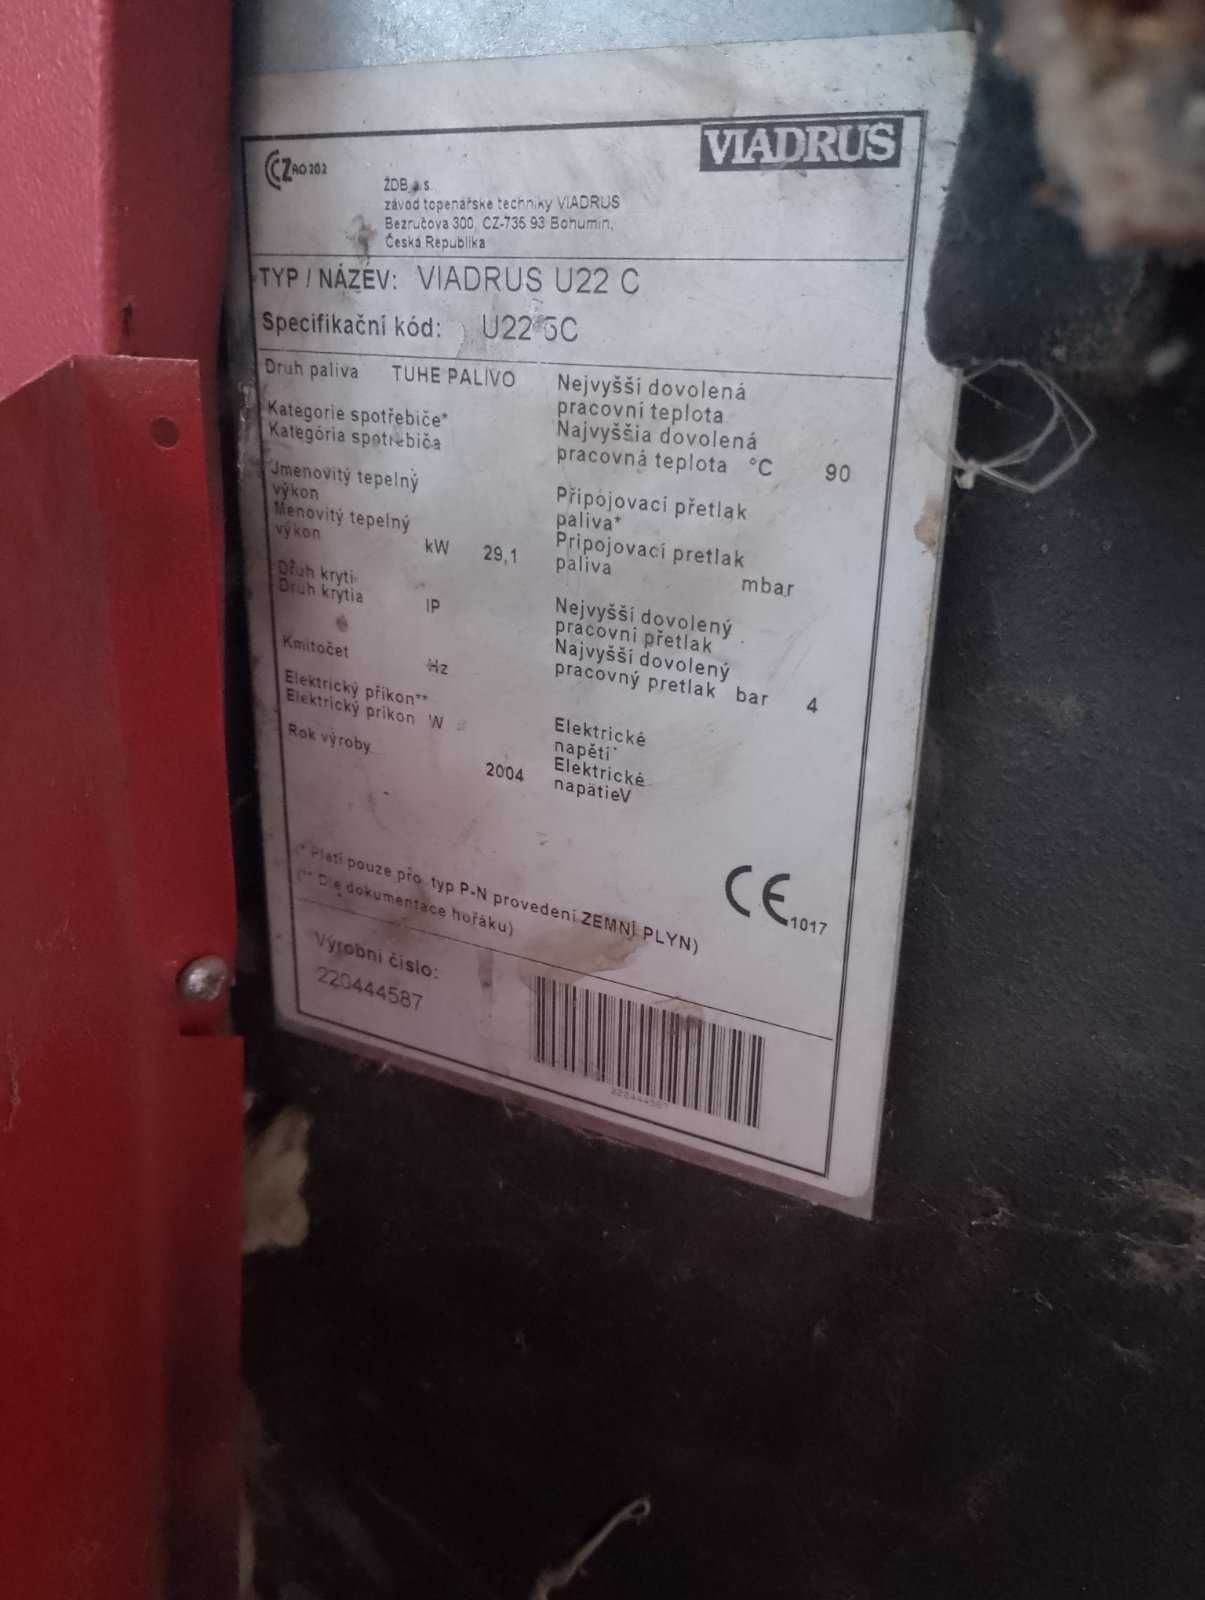 VIADRUS
CZ AO 202
ŽDB a.s.
závod topenářské techniky VIADRUS
Bezručova 300, CZ-735 93 Bohumín,
Česká Republika
TYP / NÁZEV: VIADRUS U22 C
Specifikační kód: U22 5C
Druh paliva TUHE PALIVO
Kategorie spotřebiče*
Kategória spotrebiča
Jmenovitý tepelný
výkon
Menovitý tepelný
výkon
kW 29,1
Druh krytí
Druh krytia IP
Kmitočet
Hz
Elektrický příkon**
Elektrický príkon W
Rok výroby
2004
Nejvyšší dovolená
pracovní teplota
Najvyššia dovolená
pracovná teplota °C 90
Připojovací přetlak
paliva*
Pripojovací pretlak
paliva
mbar
Nejvyšší dovolený
pracovní přetlak
Najvyšší dovolený
pracovný pretlak bar 4
Elektrické
napětí*
Elektrické
napätieV
(* Platí pouze pro typ P-N provedení ZEMNÍ PLYN)
(** Dle dokumentace hořáku)
CE 1017
Výrobní číslo:
220444587
220444587